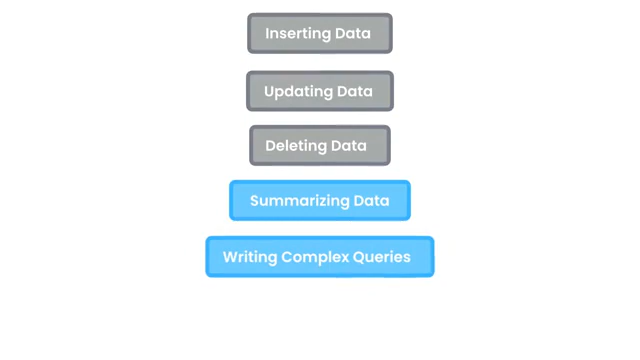 Inserting Data
Updating Data
Deleting Data
Summarizing Data
Writing Complex Queries